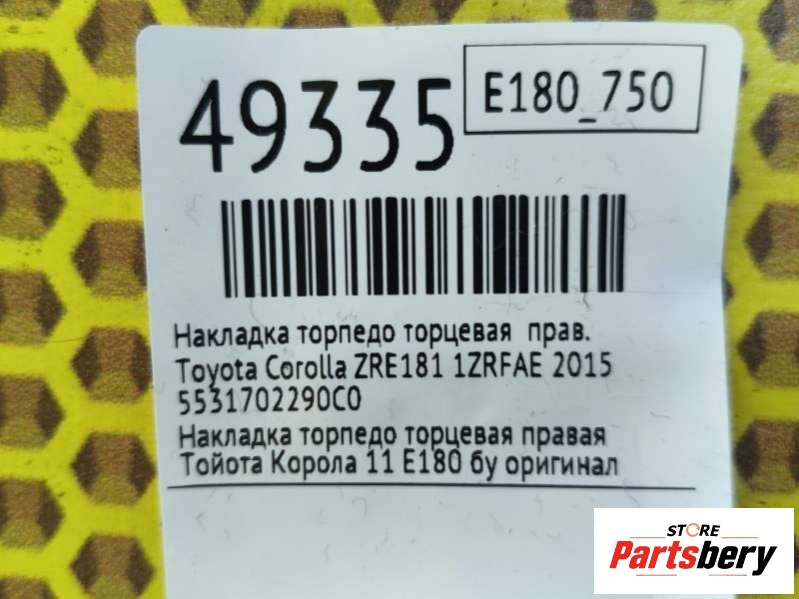 49335
E180_750
Накладка торпедо торцевая прав.
Toyota Corolla ZRE181 1ZRFAE 2015
5531702290C0
Накладка торпедо торцевая правая
Тойота Корола 11 Е180 бу оригинал
STORE
Partsbery